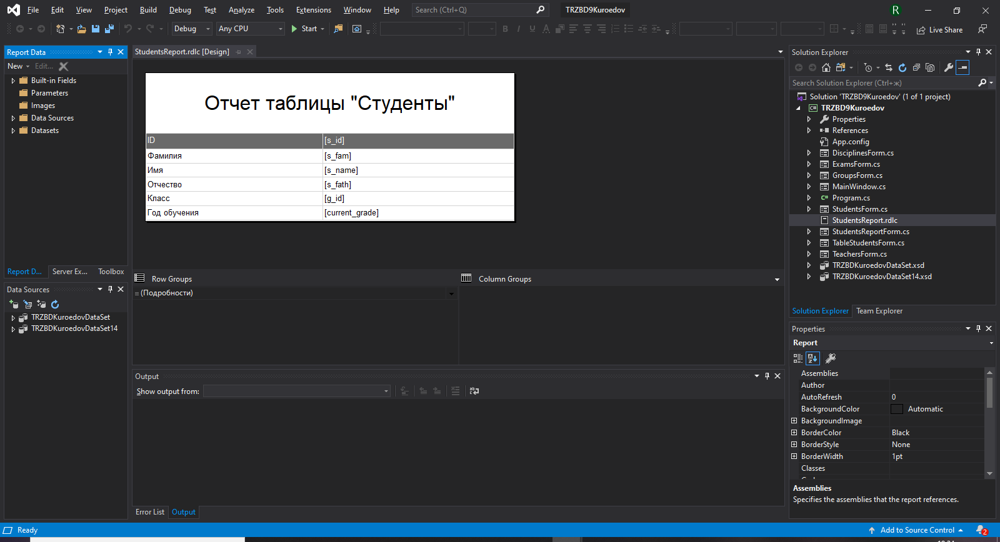 File Edit View Project Build Debug Test Analyze Tools Extensions Window Help Search (Ctrl+Q) TRZBD9Kuroedov R
Debug Any CPU Start B I U A Live Share
Report Data
New Edit...
Built-in Fields
Parameters
Images
Data Sources
Datasets
Report D... Server Ex... Toolbox
Data Sources
TRZBDKuroedovDataSet
TRZBDKuroedovDataSet14
StudentsReport.rdlc [Design]
Отчет таблицы "Студенты"
ID [s_id]
Фамилия [s_fam]
Имя [s_name]
Отчество [s_fath]
Класс [g_id]
Год обучения [current_grade]
Row Groups Column Groups
(Подробности)
Output
Show output from:
Error List Output
Solution Explorer
Search Solution Explorer (Ctrl+ж)
Solution 'TRZBD9Kuroedov' (1 of 1 project)
C# TRZBD9Kuroedov
Properties
References
App.config
DisciplinesForm.cs
ExamsForm.cs
GroupsForm.cs
MainWindow.cs
C# Program.cs
StudentsForm.cs
StudentsReport.rdlc
StudentsReportForm.cs
TableStudentsForm.cs
TeachersForm.cs
TRZBDKuroedovDataSet.xsd
TRZBDKuroedovDataSet14.xsd
Solution Explorer Team Explorer
Properties
Report
Assemblies
Author
AutoRefresh 0
BackgroundColor Automatic
BackgroundImage
BorderColor Black
BorderStyle None
BorderWidth 1pt
Classes
Assemblies
Specifies the assemblies that the report references.
Ready Add to Source Control 2